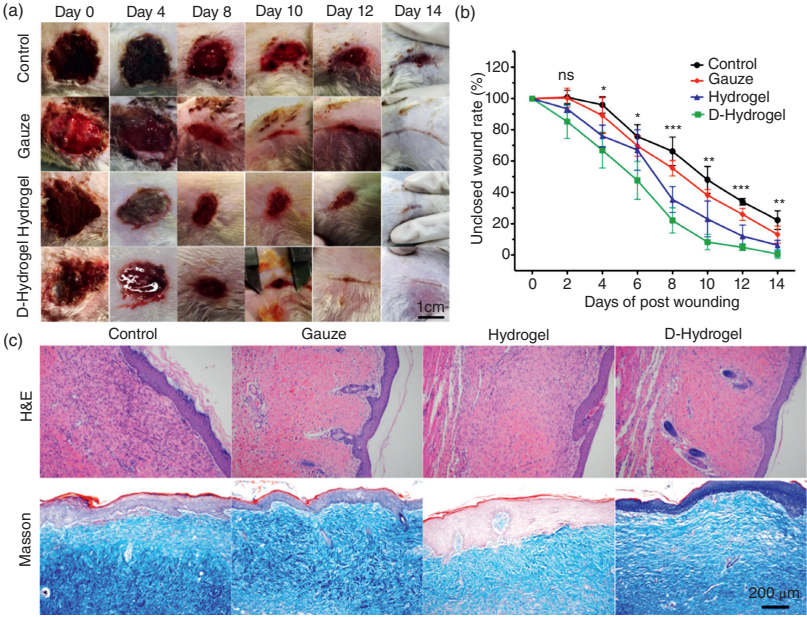 (a)
Day 0 Day 4 Day 8 Day 10 Day 12 Day 14
Control
Gauze
Hydrogel
D-Hydrogel
1cm
(b)
Unclosed wound rate (%)
120
100
80
60
40
20
0
ns * * *** ** *** **
Control
Gauze
Hydrogel
D-Hydrogel
0 2 4 6 8 10 12 14
Days of post wounding
(c)
Control Gauze Hydrogel D-Hydrogel
H&E
Masson
200 μm